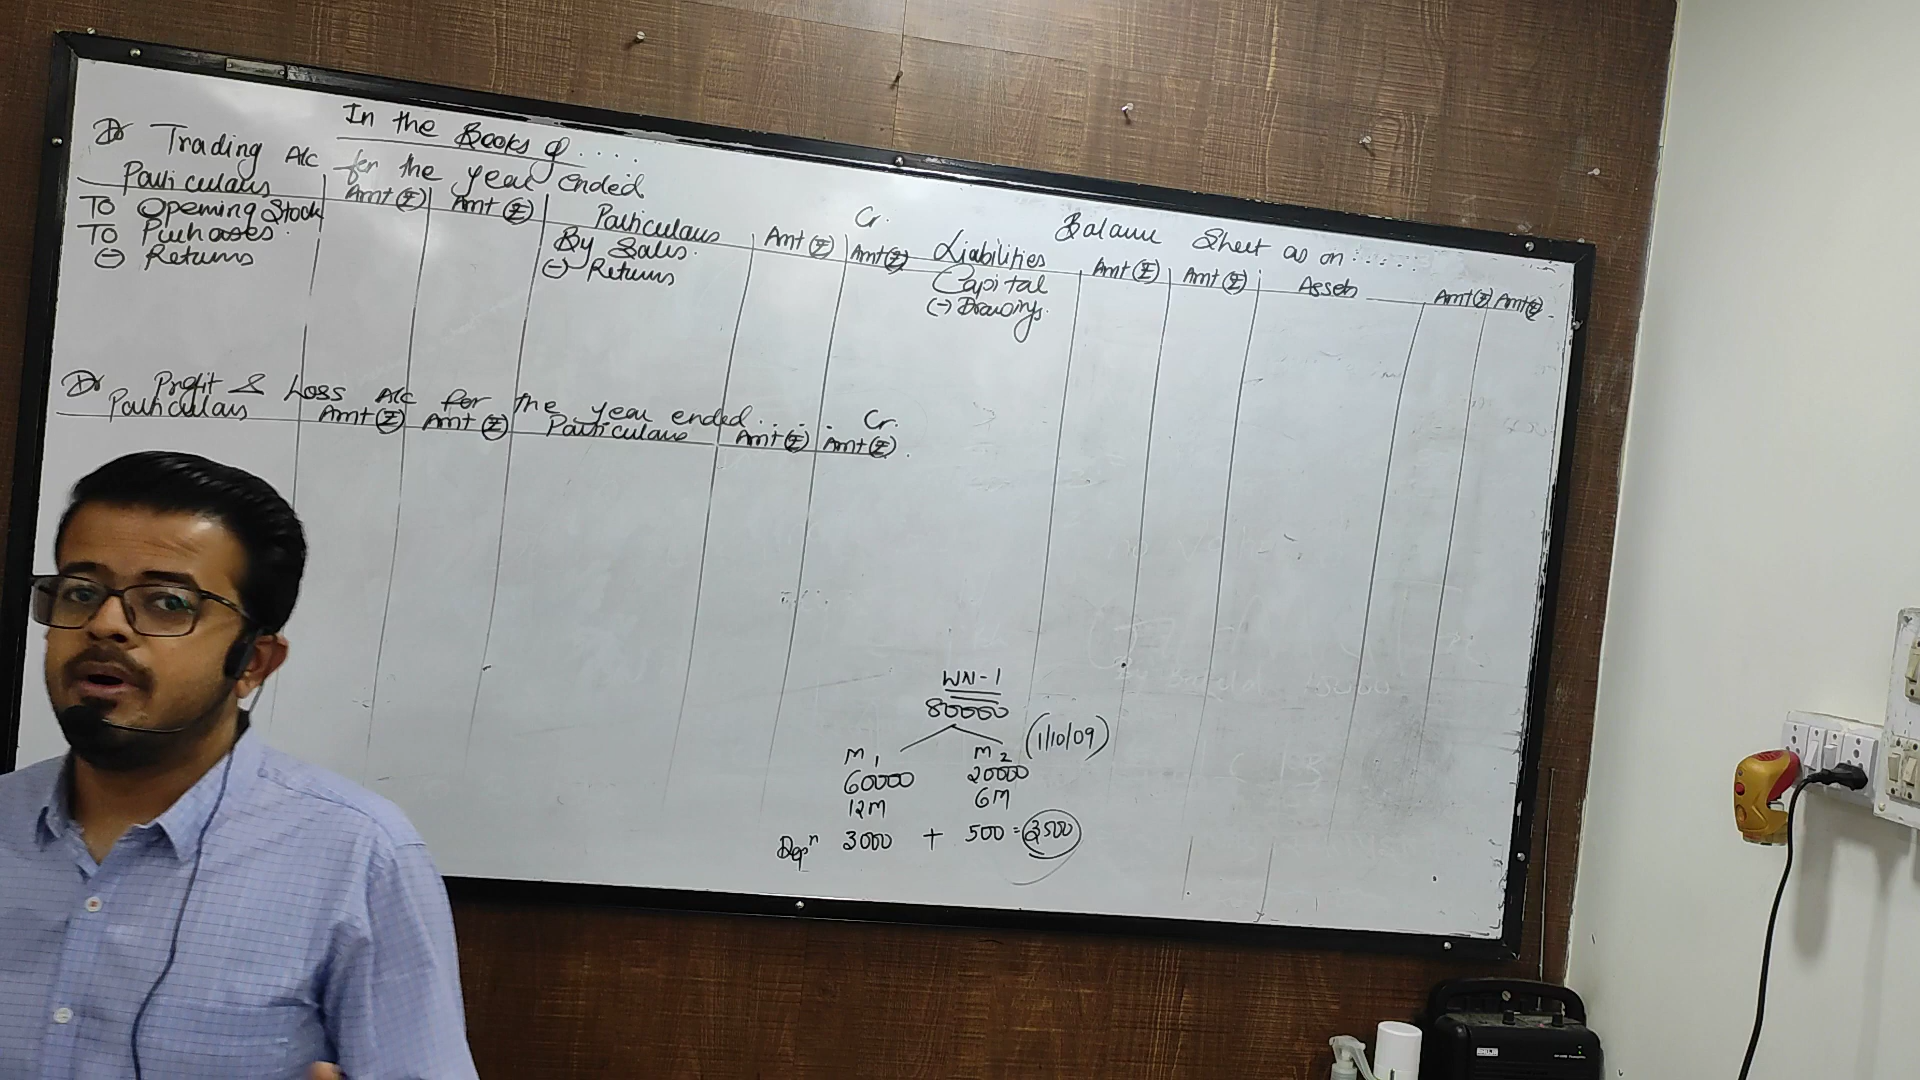 In the Books of ....
Dr Trading A/c for the year ended
Cr.
Particulars Amt (₹) Amt (₹) Particulars Amt (₹) Amt (₹)
To Opening Stock
To Purchases.
(-) Returns
By Sales.
(-) Returns
Dr Profit & Loss A/c for the year ended..... Cr.
Particulars Amt (₹) Amt (₹) Particulars Amt (₹) Amt (₹)
Balance Sheet as on .....
Liabilities Amt (₹) Amt (₹) Assets Amt (₹) Amt (₹)
Capital
(-) Drawings.
WN-1
80000
M1 M2 (1/10/09)
60000 20000
12M 6M
Depn 3000 + 500 = 3500